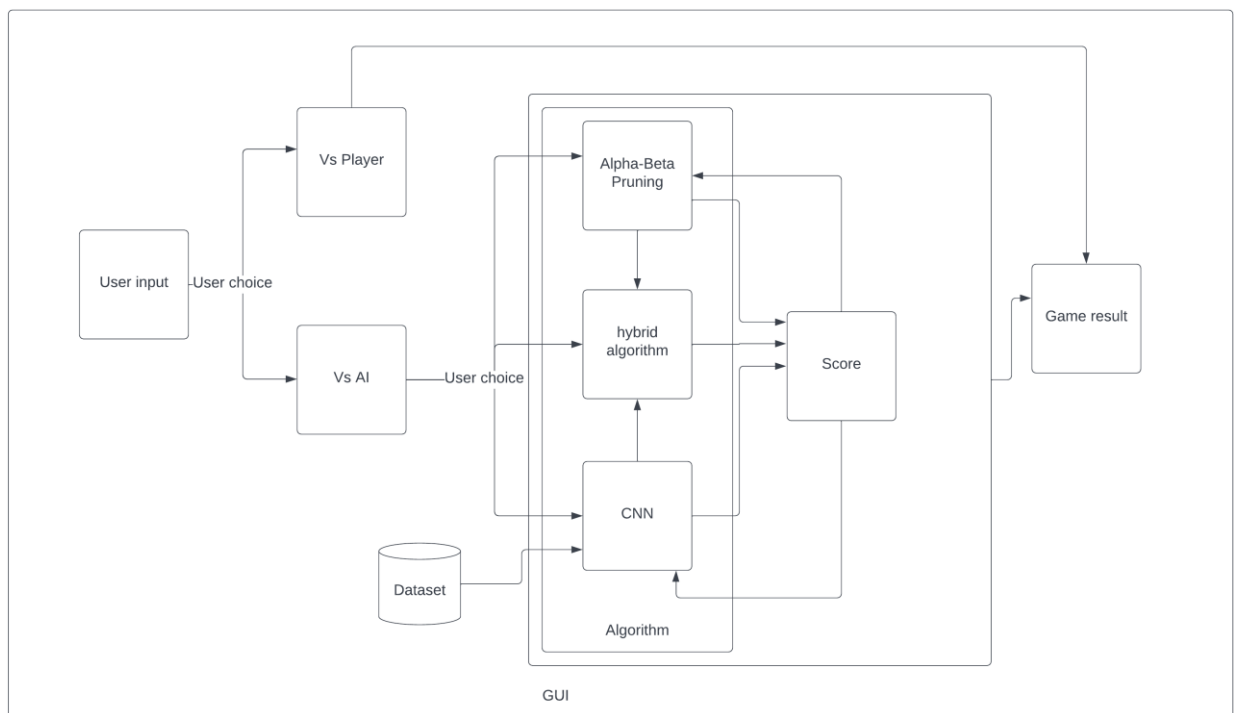 Vs Player
Alpha-Beta
Pruning
User input
User choice
hybrid
algorithm
Game result
Vs AI
User choice
Score
CNN
Dataset
Algorithm
GUI